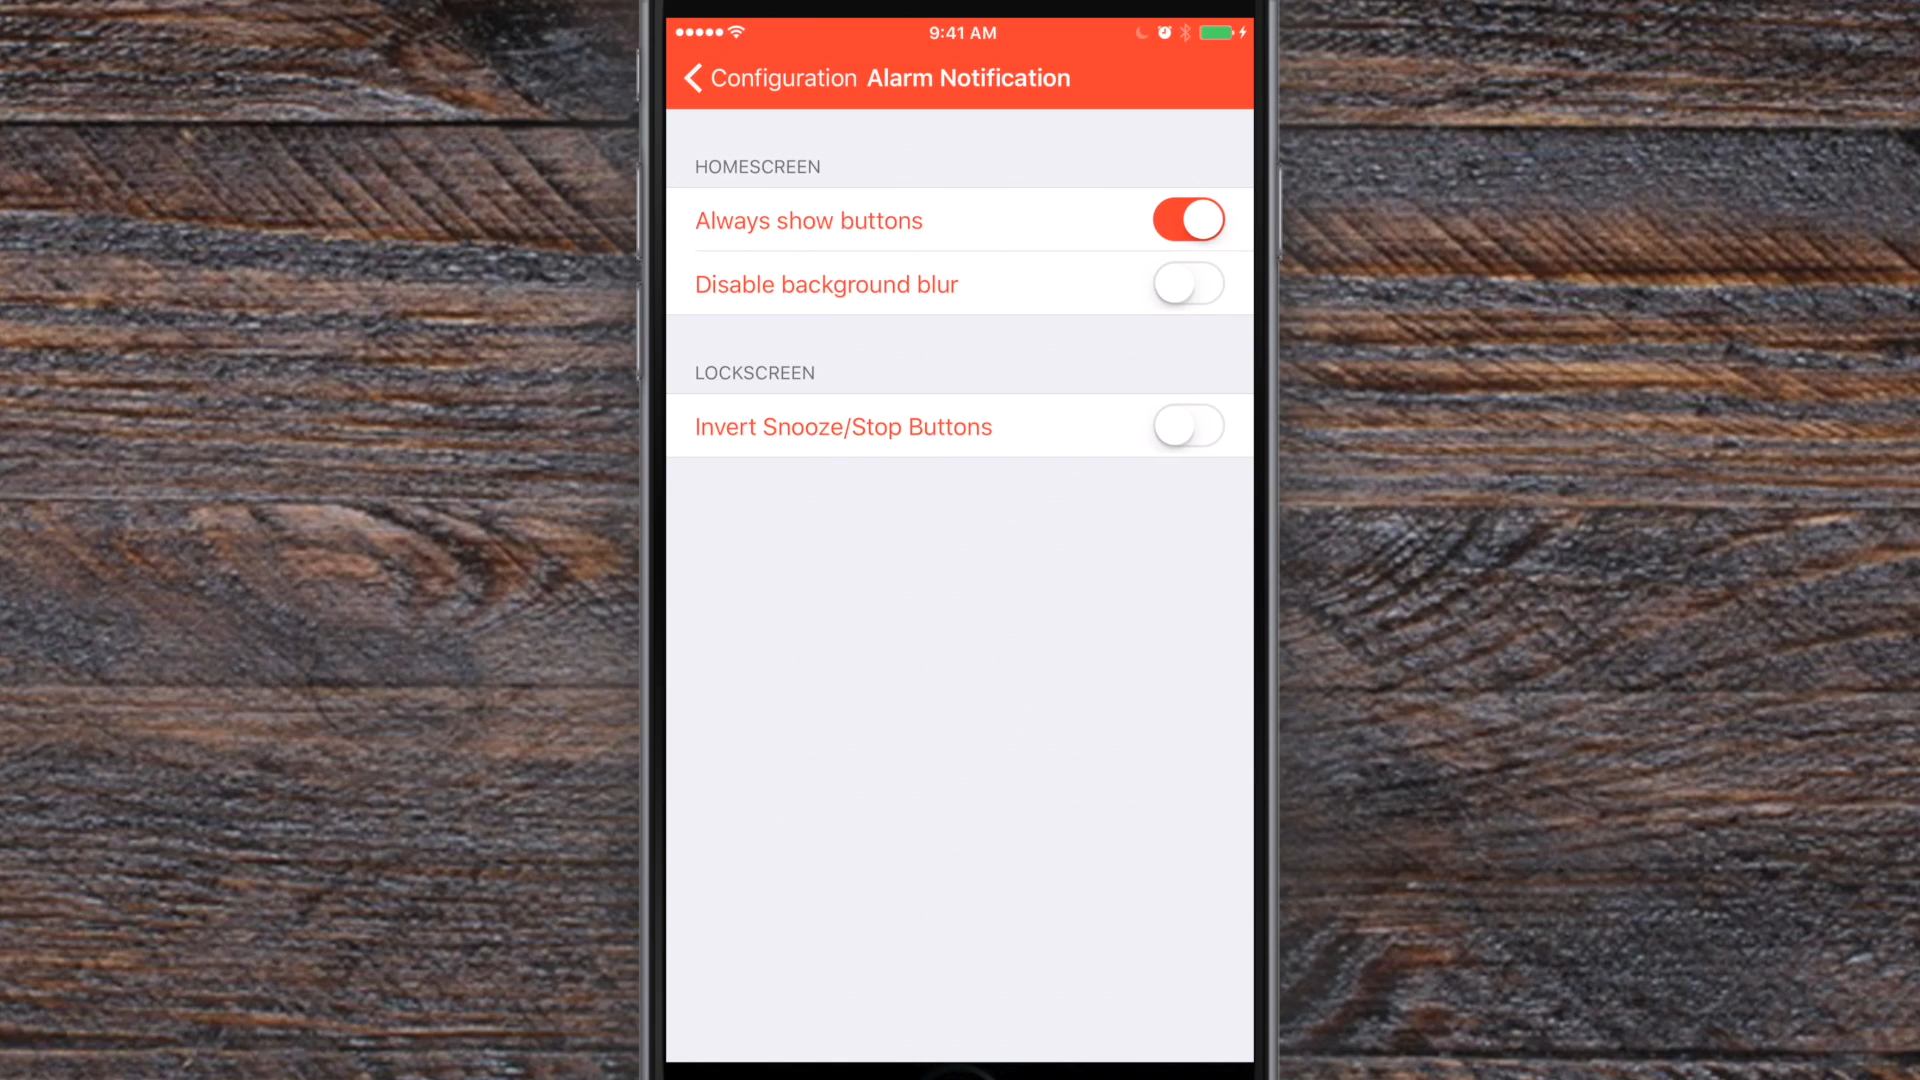 9:41 AM
Configuration Alarm Notification
HOMESCREEN
Always show buttons
Disable background blur
LOCKSCREEN
Invert Snooze/Stop Buttons